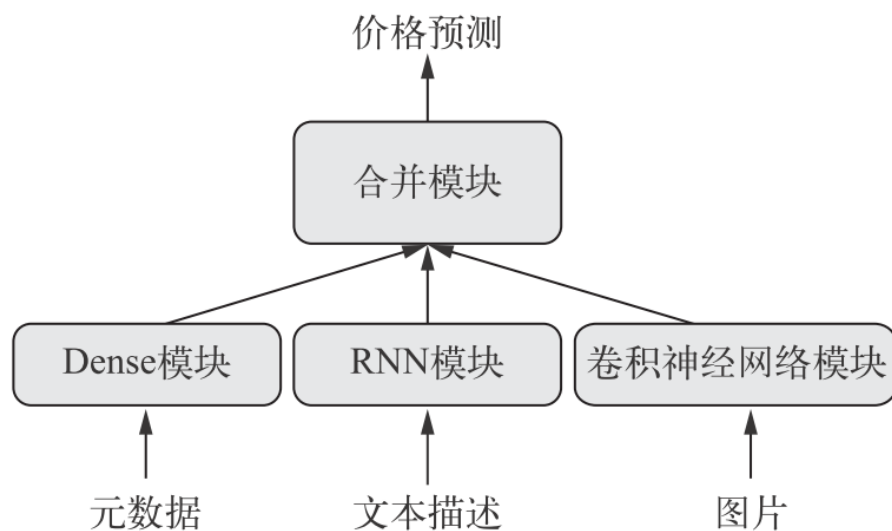 价格预测
合并模块
Dense模块
RNN模块
卷积神经网络模块
元数据
文本描述
图片